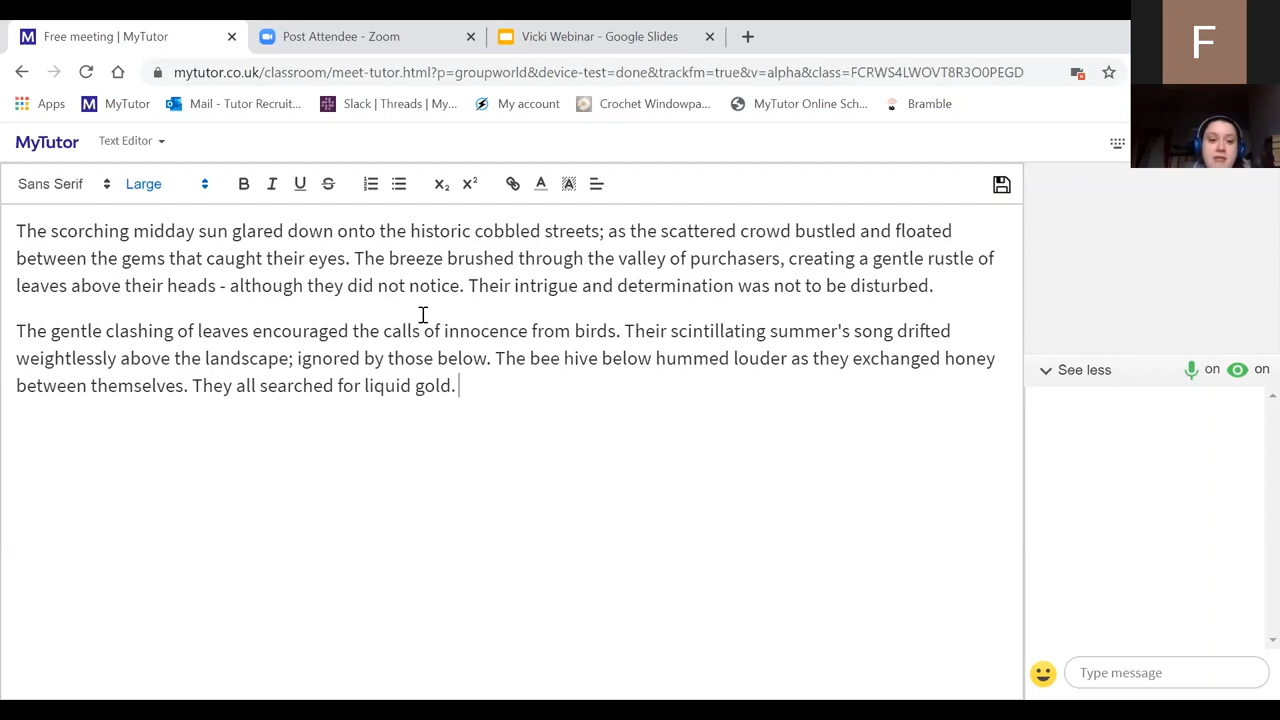 Free meeting | MyTutor
Post Attendee - Zoom
Vicki Webinar - Google Slides
F
mytutor.co.uk/classroom/meet-tutor.html?p=groupworld&device-test=done&trackfm=true&v=alpha&class=FCRWS4LWOVT8R3O0PEGD
Apps
MyTutor
Mail - Tutor Recruit...
Slack | Threads | My...
My account
Crochet Windowpa...
MyTutor Online Sch...
Bramble
MyTutor
Text Editor
Sans Serif
Large
B I U S
X₂ X²
A
A
The scorching midday sun glared down onto the historic cobbled streets; as the scattered crowd bustled and floated
between the gems that caught their eyes. The breeze brushed through the valley of purchasers, creating a gentle rustle of
leaves above their heads - although they did not notice. Their intrigue and determination was not to be disturbed.
The gentle clashing of leaves encouraged the calls of innocence from birds. Their scintillating summer's song drifted
weightlessly above the landscape; ignored by those below. The bee hive below hummed louder as they exchanged honey
between themselves. They all searched for liquid gold.
See less
on
on
Type message